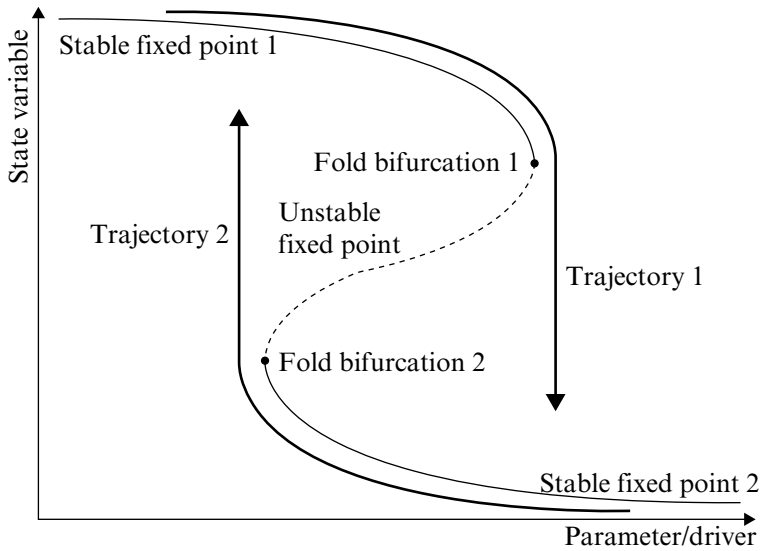 State variable
Stable fixed point 1
Fold bifurcation 1
Unstable
fixed point
Trajectory 2
Trajectory 1
Fold bifurcation 2
Stable fixed point 2
Parameter/driver